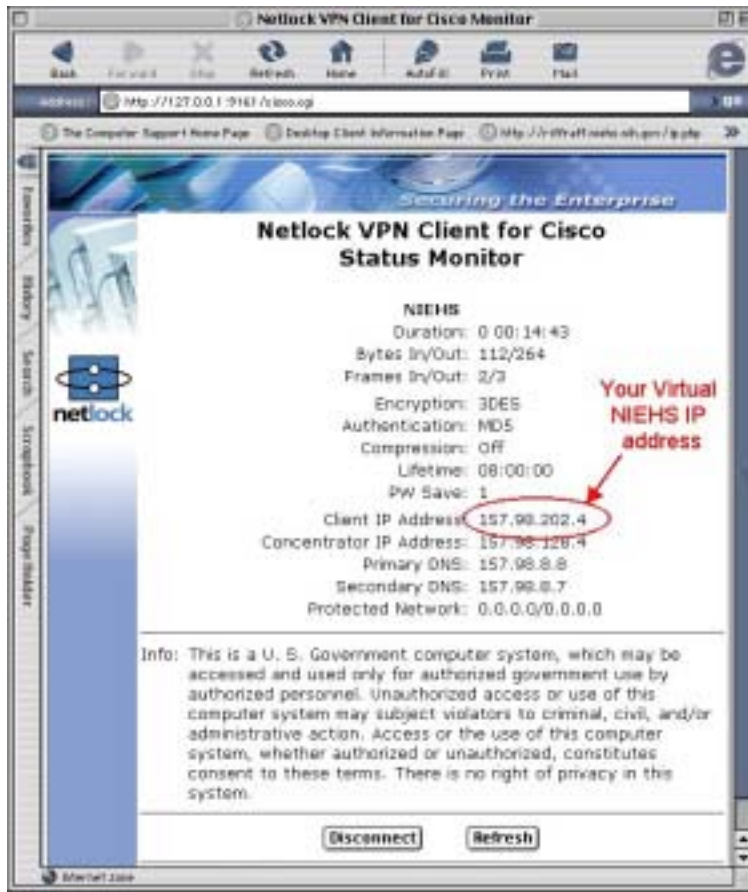 Netlock VPN Client for Cisco Monitor
Back Forward Stop Refresh Home AutoFill Print Mail
Address: http://127.0.0.1:9161/cisco.cgi
The Computer Support Home Page Desktop Client Information Page
Favorites
History
Search
Scrapbook
Page Holder
Securing the Enterprise
Netlock VPN Client for Cisco
Status Monitor
netlock
NIEHS
Duration: 0 00:14:43
Bytes In/Out: 112/264
Frames In/Out: 2/3
Encryption: 3DES
Authentication: MD5
Compression: Off
Lifetime: 08:00:00
PW Save: 1
Client IP Address: 157.98.202.4
Concentrator IP Address: 157.98.128.4
Primary DNS: 157.98.8.8
Secondary DNS: 157.98.8.7
Protected Network: 0.0.0.0/0.0.0.0
Your Virtual
NIEHS IP
address
Info: This is a U. S. Government computer system, which may be
accessed and used only for authorized government use by
authorized personnel. Unauthorized access or use of this
computer system may subject violators to criminal, civil, and/or
administrative action. Access or the use of this computer
system, whether authorized or unauthorized, constitutes
consent to these terms. There is no right of privacy in this
system.
Disconnect Refresh
Internet zone